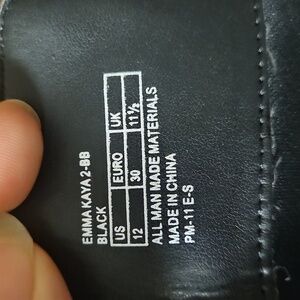 EMMA KAYA 2-BB
BLACK
US EURO UK
12 30 11½
ALL MAN MADE MATERIALS
MADE IN CHINA
PM-11 E-S